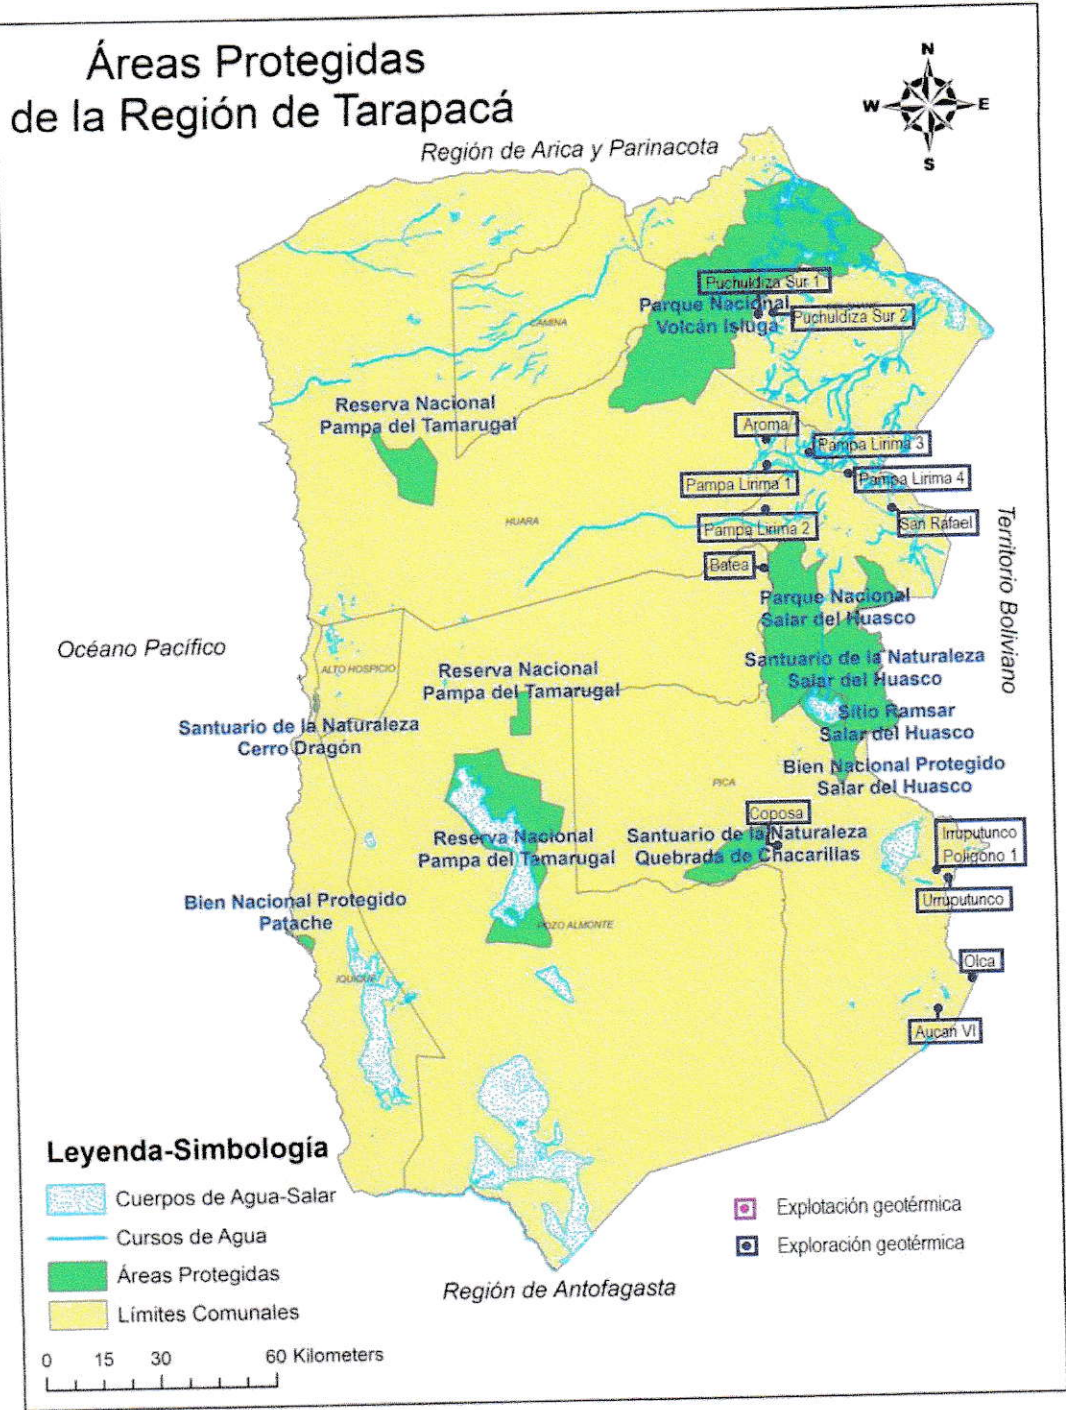 Áreas Protegidas
de la Región de Tarapacá
N
W
E
S
Región de Arica y Parinacota
Puchuldiza Sur 1
Parque Nacional
Volcán Isluga
Puchuldiza Sur 2
CAMINA
Reserva Nacional
Pampa del Tamarugal
Aroma
Pampa Lirima 3
Pampa Lirima 1
Pampa Lirima 4
HUARA
Pampa Lirima 2
San Rafael
Batea
Territorio Boliviano
Parque Nacional
Salar del Huasco
Océano Pacífico
ALTO HOSPICIO
Reserva Nacional
Pampa del Tamarugal
Santuario de la Naturaleza
Salar del Huasco
Santuario de la Naturaleza
Cerro Dragón
Sitio Ramsar
Salar del Huasco
Bien Nacional Protegido
Salar del Huasco
PICA
Coposa
Reserva Nacional
Pampa del Tamarugal
Santuario de la Naturaleza
Quebrada de Chacarillas
Irruputunco
Polígono 1
Urruputunco
Bien Nacional Protegido
Patache
POZO ALMONTE
Olca
IQUIQUE
Aucan VI
Leyenda-Simbología
Cuerpos de Agua-Salar
Cursos de Agua
Áreas Protegidas
Límites Comunales
Explotación geotérmica
Exploración geotérmica
Región de Antofagasta
0 15 30 60 Kilometers